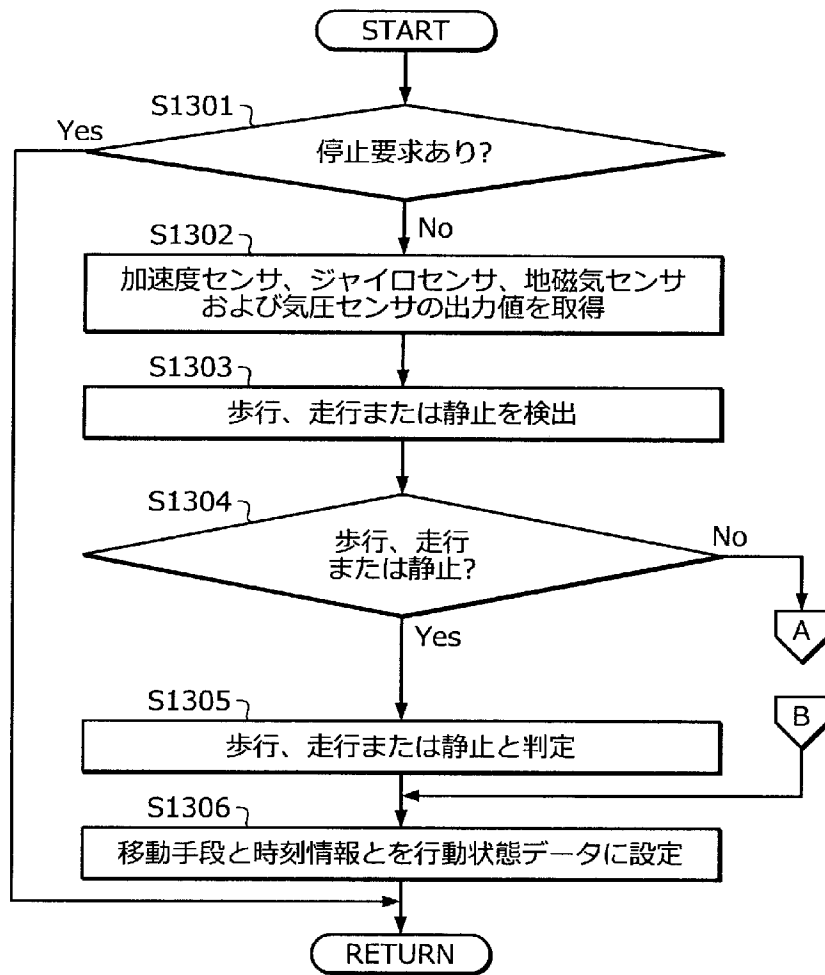 START
S1301
Yes
停止要求あり?
No
S1302
加速度センサ、ジャイロセンサ、地磁気センサ
および気圧センサの出力値を取得
S1303
歩行、走行または静止を検出
S1304
歩行、走行
または静止?
No
A
Yes
S1305
歩行、走行または静止と判定
B
S1306
移動手段と時刻情報とを行動状態データに設定
RETURN